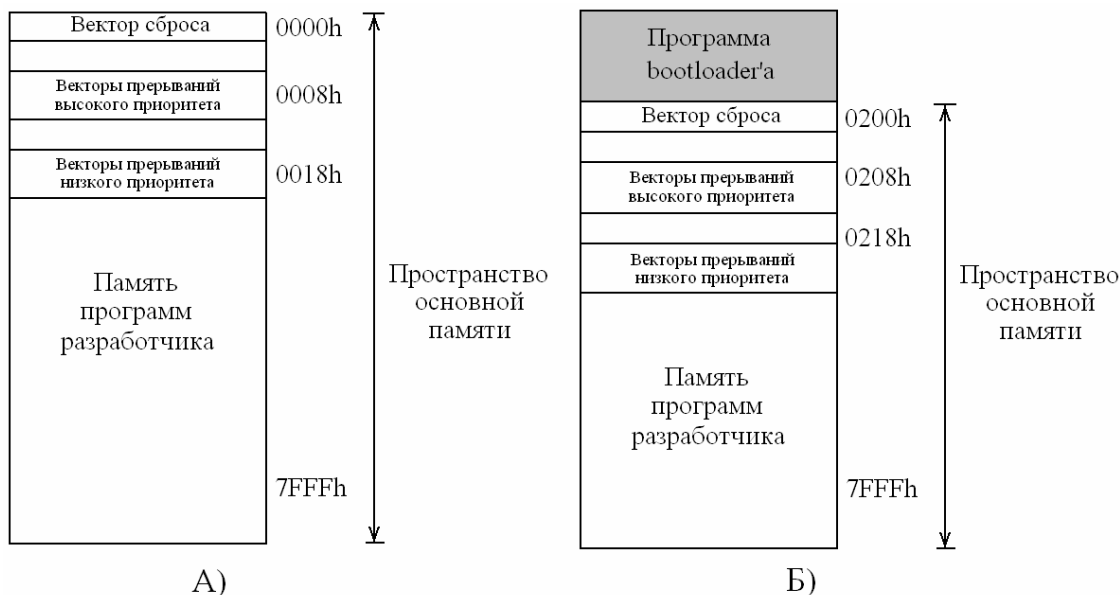 Вектор сброса
0000h
Векторы прерываний
высокого приоритета
0008h
Векторы прерываний
низкого приоритета
0018h
Память
программ
разработчика
Пространство
основной
памяти
7FFFh
А)
Программа
bootloader'а
Вектор сброса
0200h
Векторы прерываний
высокого приоритета
0208h
0218h
Векторы прерываний
низкого приоритета
Пространство
основной
памяти
Память
программ
разработчика
7FFFh
Б)